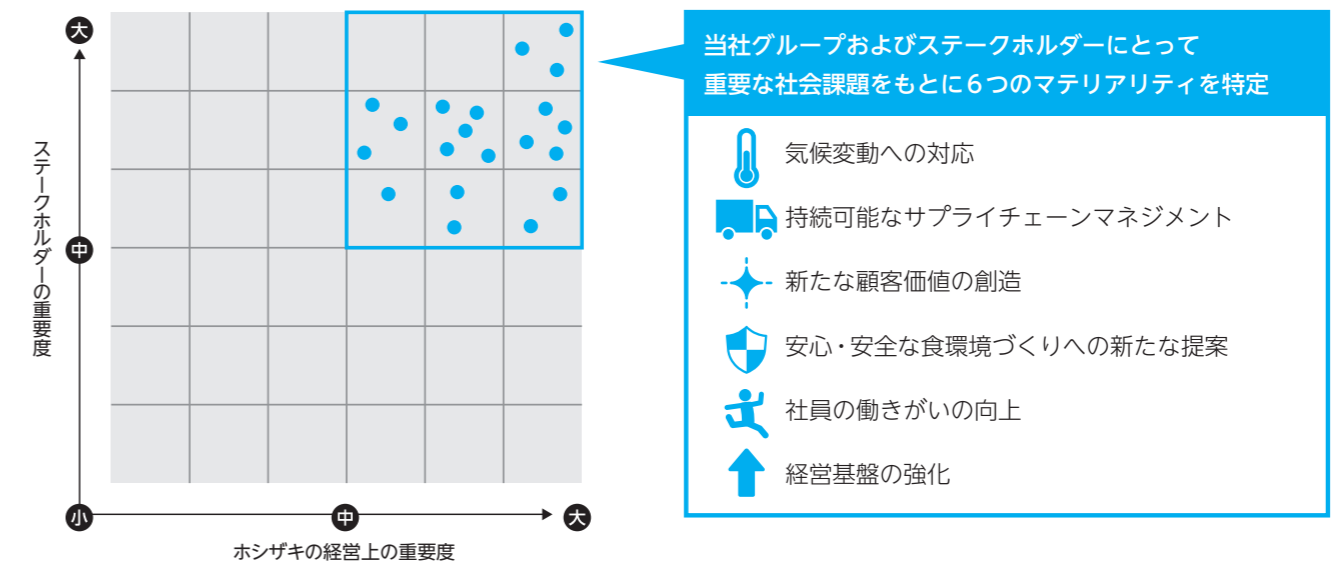 大
ステークホルダーの重要度
中
小
中
大
ホシザキの経営上の重要度
当社グループおよびステークホルダーにとって
重要な社会課題をもとに6つのマテリアリティを特定
気候変動への対応
持続可能なサプライチェーンマネジメント
新たな顧客価値の創造
安心・安全な食環境づくりへの新たな提案
社員の働きがいの向上
経営基盤の強化